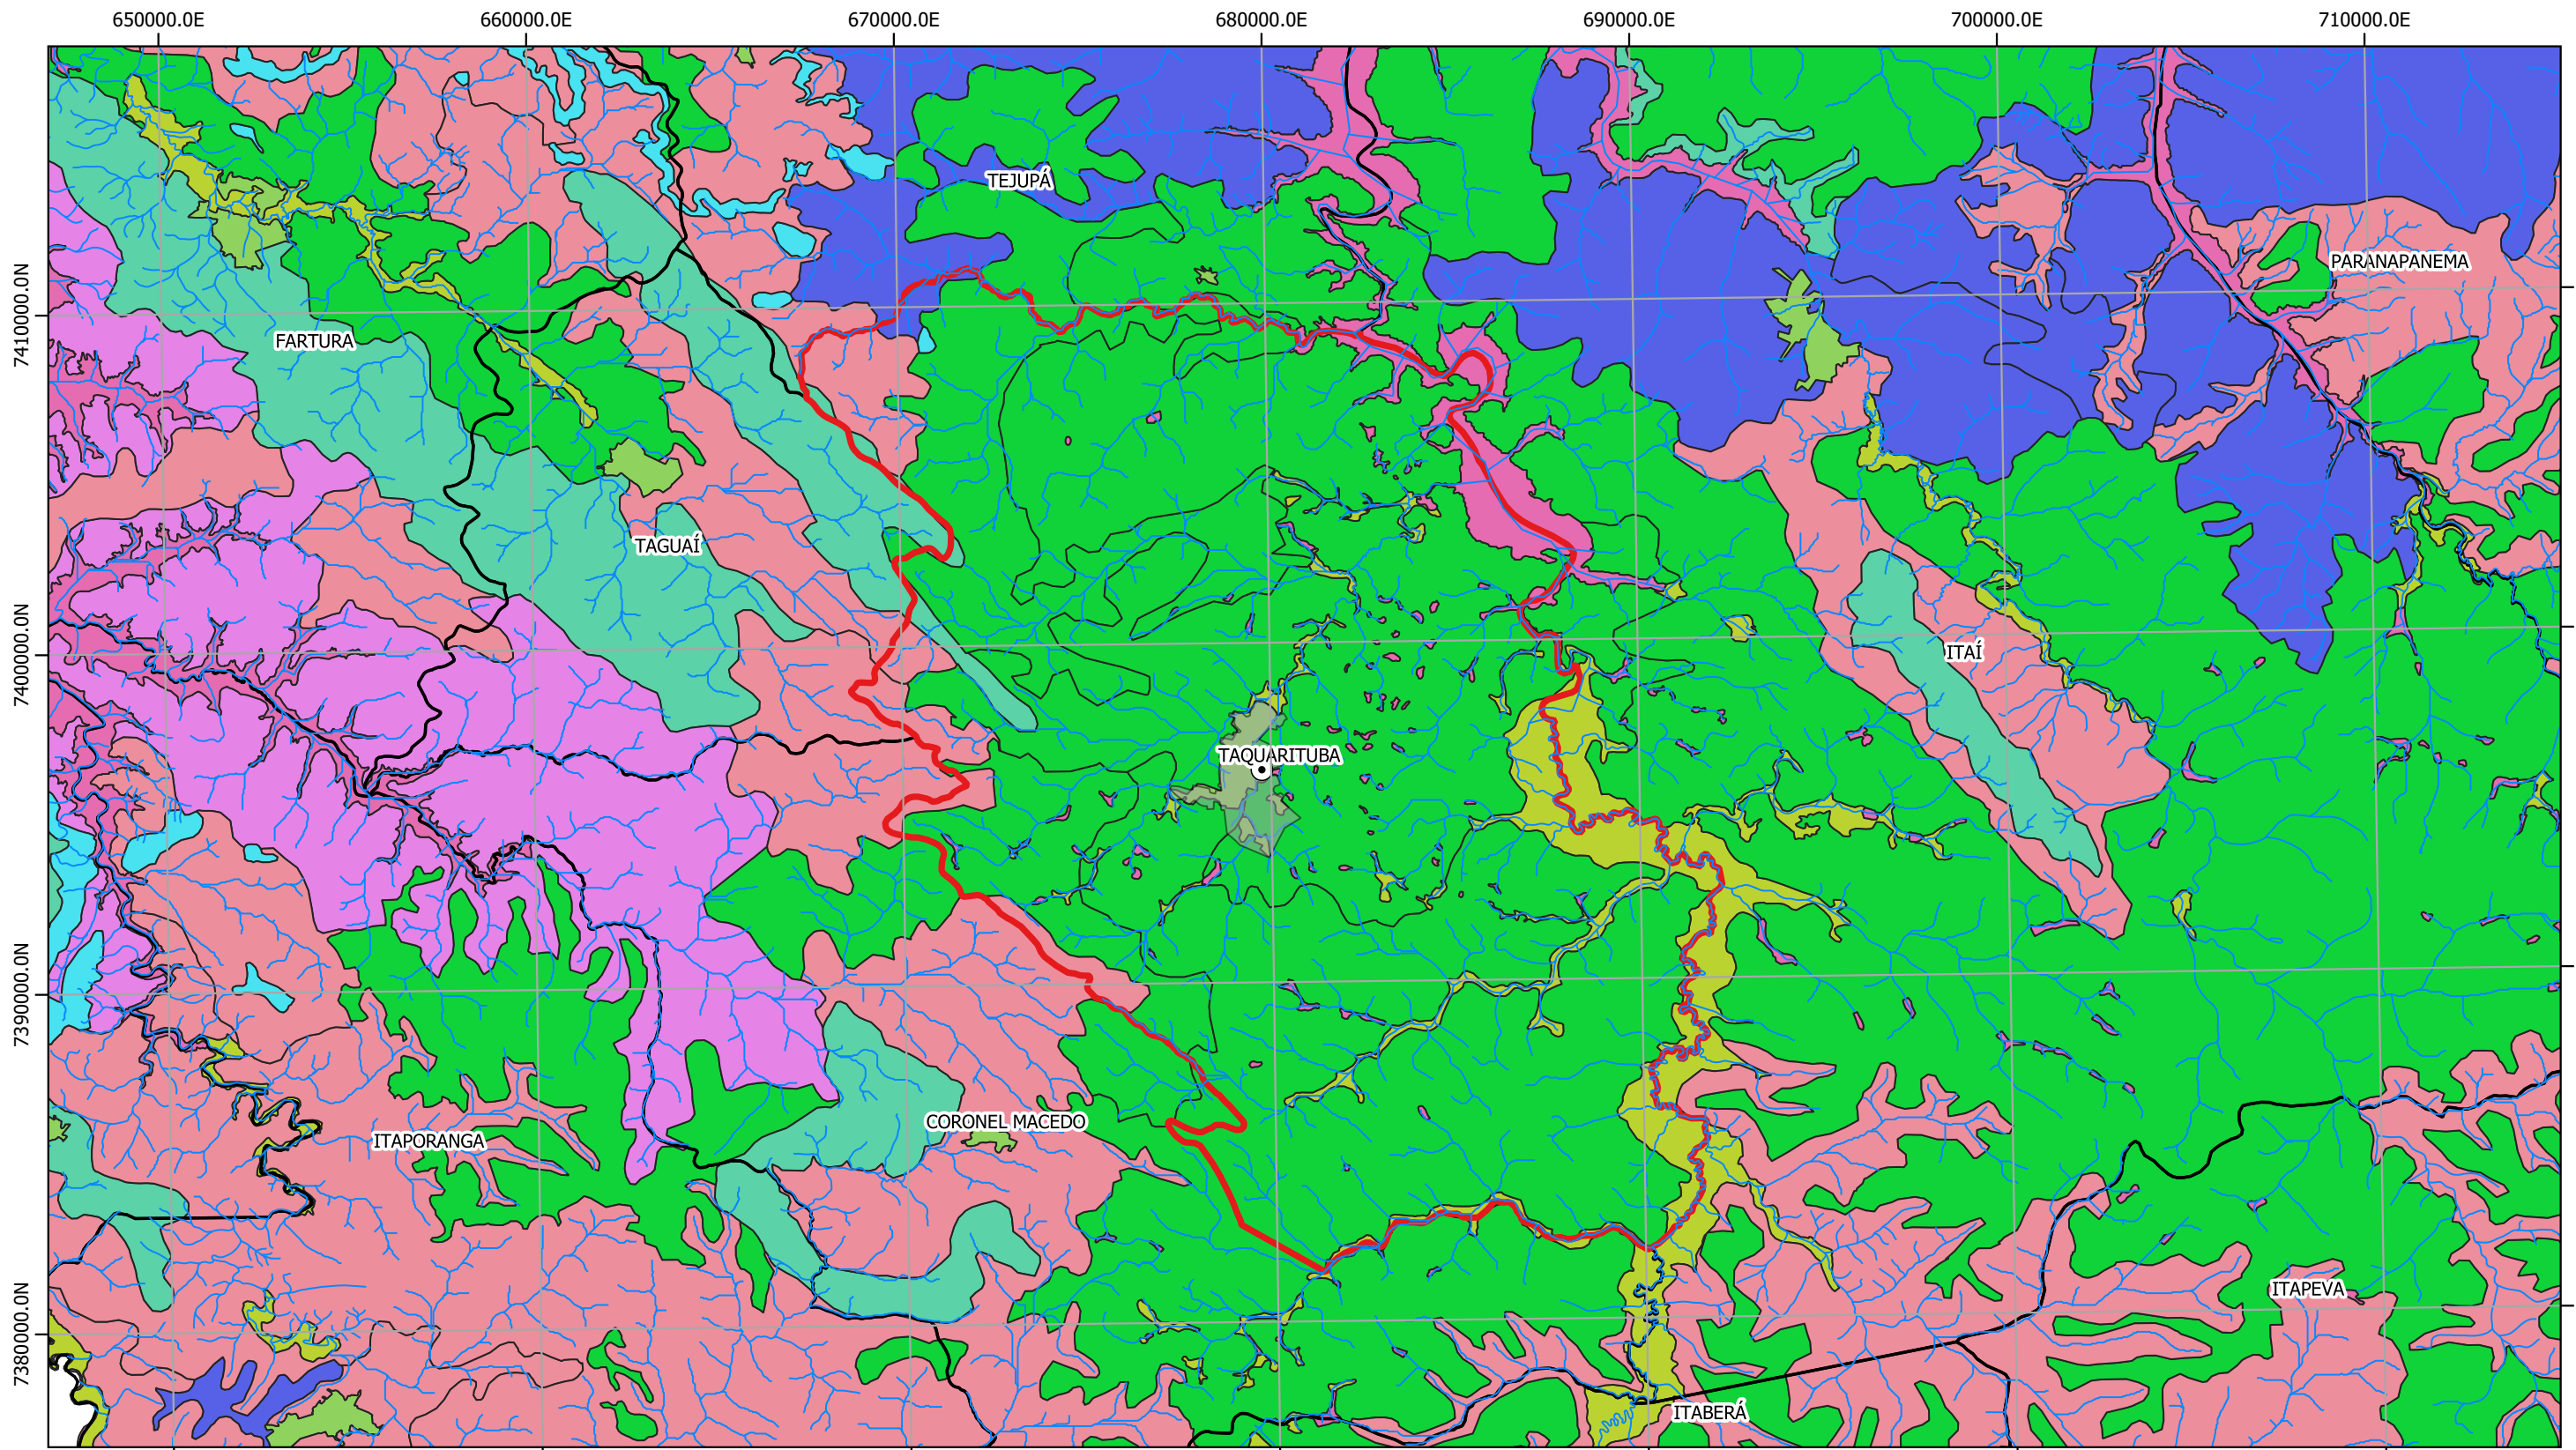 650000.0E 660000.0E 670000.0E 680000.0E 690000.0E 700000.0E 710000.0E
TEJUPÁ
PARANAPANEMA
7410000.0N
FARTURA
TAGUAÍ
7400000.0N
ITAÍ
TAQUARITUBA
7390000.0N
CORONEL MACEDO
ITAPORANGA
ITAPEVA
7380000.0N
ITABERÁ